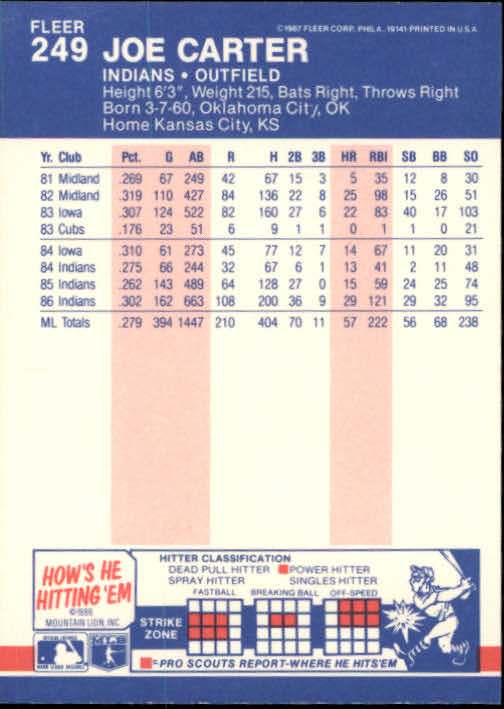 FLEER
249 JOE CARTER
©1987 FLEER CORP. PHILA. 19141 PRINTED IN U.S.A.
INDIANS • OUTFIELD
Height 6'3", Weight 215, Bats Right, Throws Right
Born 3-7-60, Oklahoma City, OK
Home Kansas City, KS
Yr. Club Pct. G AB R H 2B 3B HR RBI SB BB SO
81 Midland .269 67 249 42 67 15 3 5 35 12 8 30
82 Midland .319 110 427 84 136 22 8 25 98 15 26 51
83 Iowa .307 124 522 82 160 27 6 22 83 40 17 103
83 Cubs .176 23 51 6 9 1 1 0 1 1 0 21
84 Iowa .310 61 273 45 77 12 7 14 67 11 20 31
84 Indians .275 66 244 32 67 6 1 13 41 2 11 48
85 Indians .262 143 489 64 128 27 0 15 59 24 25 74
86 Indians .302 162 663 108 200 36 9 29 121 29 32 95
ML Totals .279 394 1447 210 404 70 11 57 222 56 68 238
HOW'S HE
HITTING 'EM
©1986
MOUNTAIN LION, INC
HITTER CLASSIFICATION
DEAD PULL HITTER POWER HITTER
SPRAY HITTER SINGLES HITTER
FASTBALL BREAKING BALL OFF-SPEED
STRIKE
ZONE
=PRO SCOUTS REPORT-WHERE HE HITS'EM